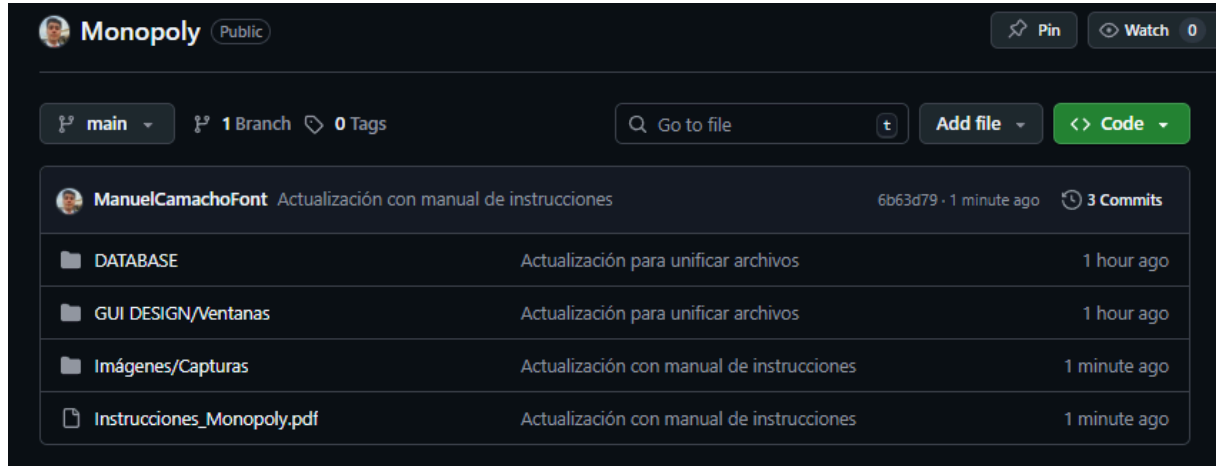 Monopoly Public Pin Watch 0
main 1 Branch 0 Tags Go to file t Add file <> Code
ManuelCamachoFont Actualización con manual de instrucciones 6b63d79 · 1 minute ago 3 Commits
DATABASE Actualización para unificar archivos 1 hour ago
GUI DESIGN/Ventanas Actualización para unificar archivos 1 hour ago
Imágenes/Capturas Actualización con manual de instrucciones 1 minute ago
Instrucciones_Monopoly.pdf Actualización con manual de instrucciones 1 minute ago